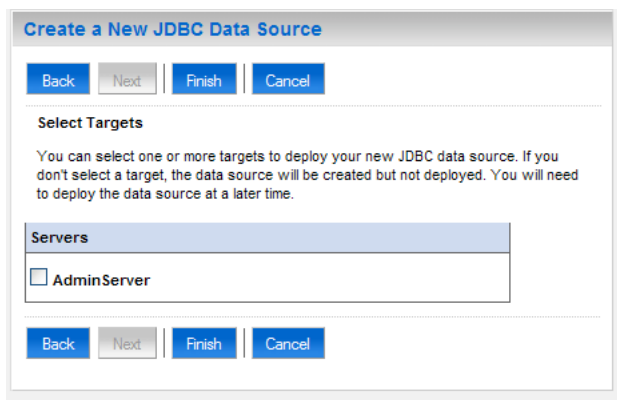 Create a New JDBC Data Source
Back Next Finish Cancel
Select Targets
You can select one or more targets to deploy your new JDBC data source. If you
don't select a target, the data source will be created but not deployed. You will need
to deploy the data source at a later time.
Servers
AdminServer
Back Next Finish Cancel